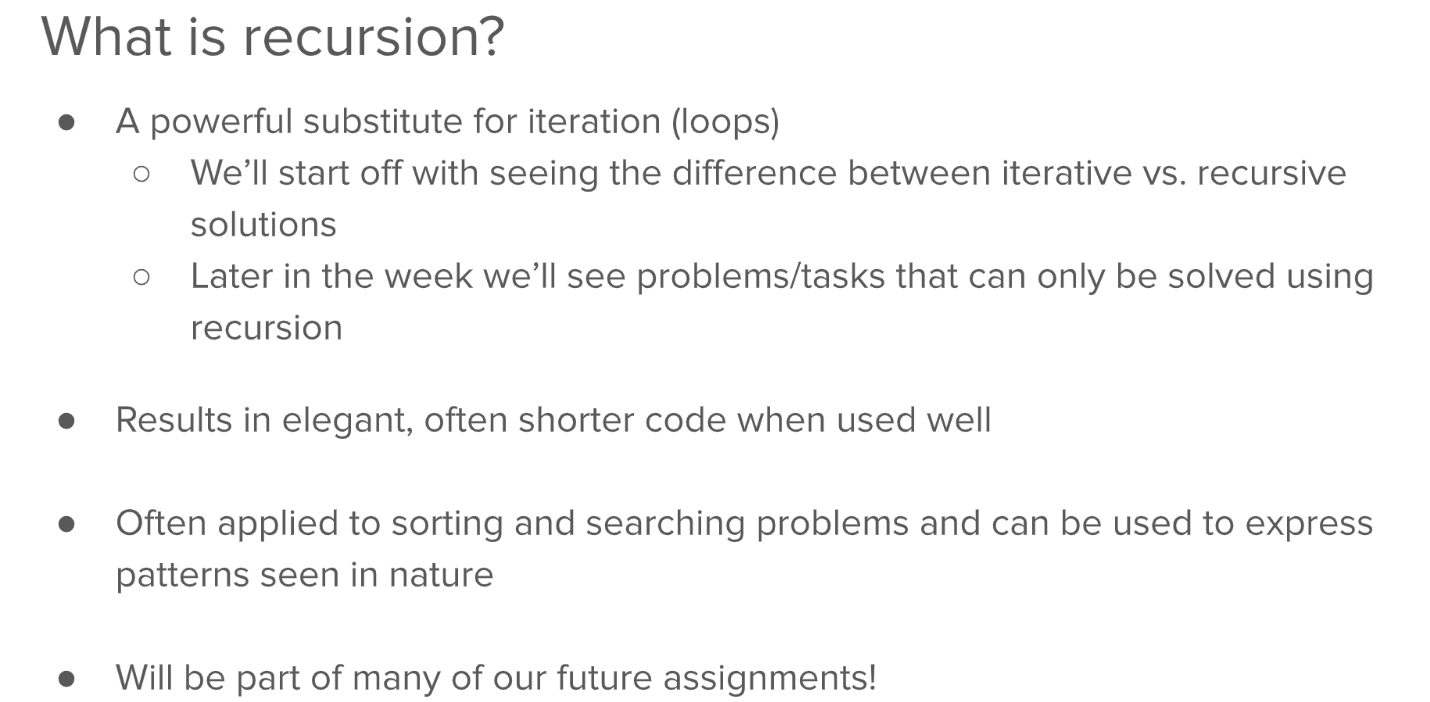 What is recursion?
● A powerful substitute for iteration (loops)
○ We’ll start off with seeing the difference between iterative vs. recursive
solutions
○ Later in the week we’ll see problems/tasks that can only be solved using
recursion
● Results in elegant, often shorter code when used well
● Often applied to sorting and searching problems and can be used to express
patterns seen in nature
● Will be part of many of our future assignments!